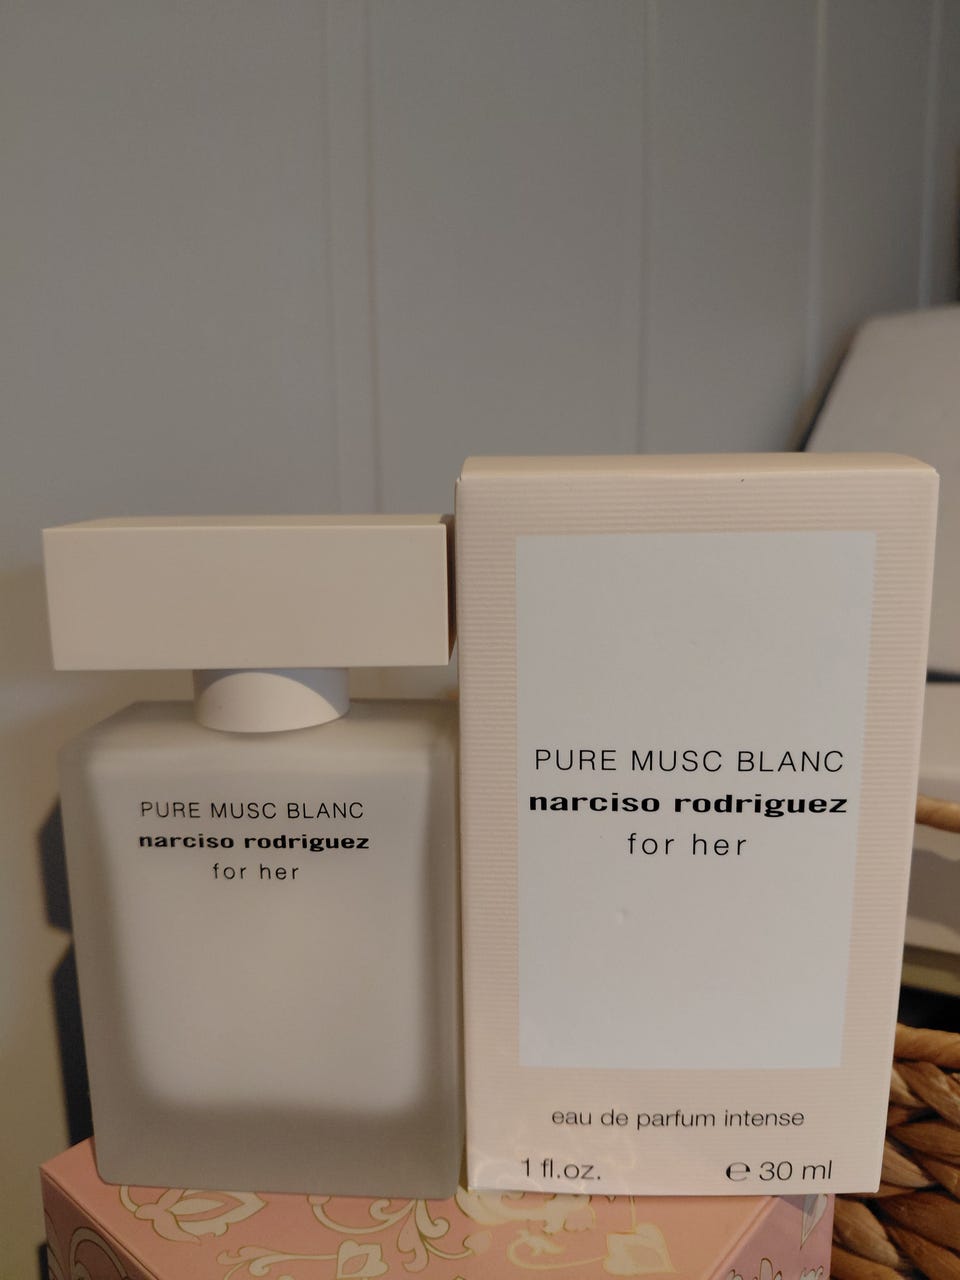 PURE MUSC BLANC
narciso rodriguez
for her
PURE MUSC BLANC
narciso rodriguez
for her
eau de parfum intense
1 fl.oz. ℮ 30 ml